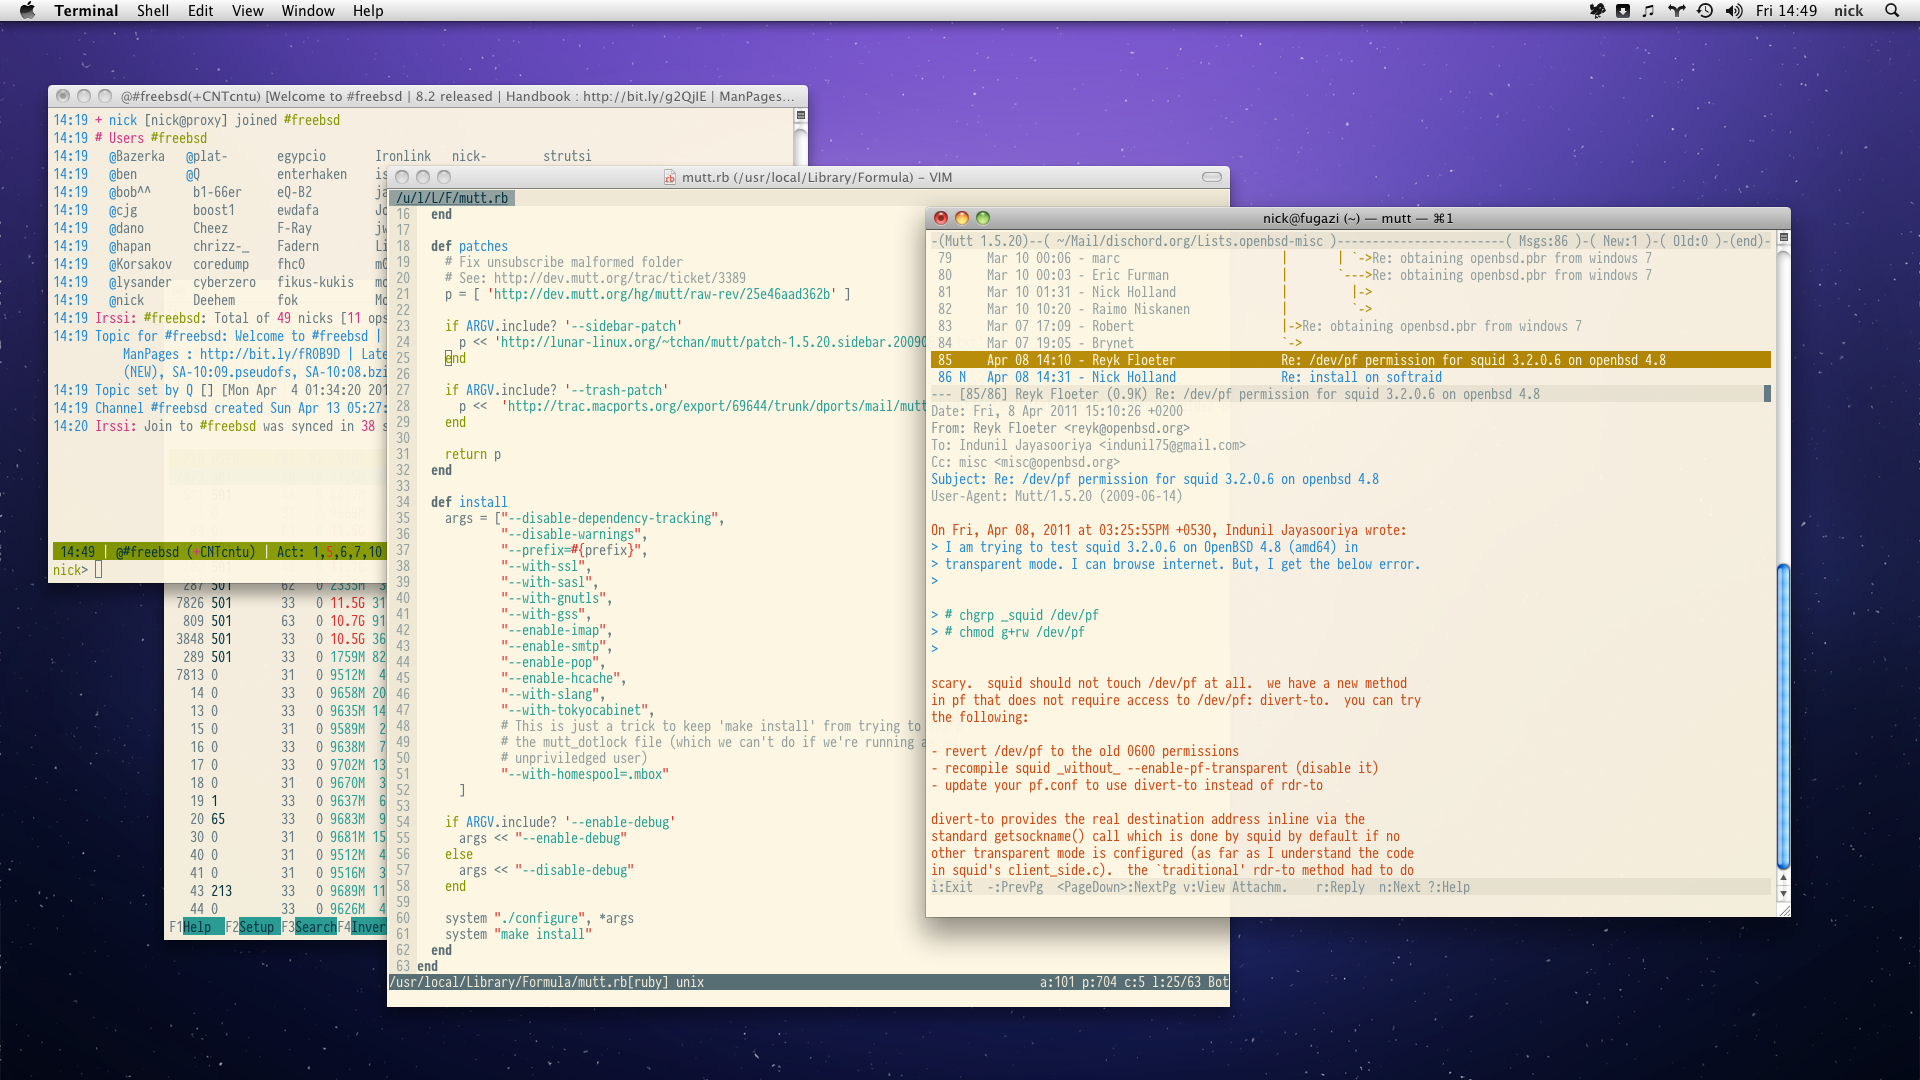 Terminal Shell Edit View Window Help
Fri 14:49 nick
@#freebsd(+CNTcntu) [Welcome to #freebsd | 8.2 released | Handbook : http://bit.ly/g2QjIE | ManPages...
14:19 + nick [nick@proxy] joined #freebsd
14:19 # Users #freebsd
14:19 @Bazerka @plat- egypcio Ironlink nick- strutsi
14:19 @ben @Q enterhaken
14:19 @bob^^ b1-66er eQ-B2
14:19 @cjg boost1 ewdafa
14:19 @dano Cheez F-Ray
14:19 @hapan chrizz-_ Fadern
14:19 @Korsakov coredump fhc0
14:19 @lysander cyberzero fikus-kukis
14:19 @nick Deehem fok
14:19 Irssi: #freebsd: Total of 49 nicks [11 ops
14:19 Topic for #freebsd: Welcome to #freebsd |
ManPages : http://bit.ly/fR0B9D | Late
(NEW), SA-10:09.pseudofs, SA-10:08.bzi
14:19 Topic set by Q [] [Mon Apr 4 01:34:20 201
14:19 Channel #freebsd created Sun Apr 13 05:27:
14:20 Irssi: Join to #freebsd was synced in 38 s
14:49 | @#freebsd (+CNTcntu) | Act: 1,5,6,7,10
nick>
287 501 62 0 2335M 3
7826 501 33 0 11.5G 31
809 501 63 0 10.7G 91
3848 501 33 0 10.5G 36
289 501 33 0 1759M 82
7813 0 31 0 9512M 4
14 0 33 0 9658M 20
13 0 33 0 9635M 14
15 0 31 0 9589M 2
16 0 33 0 9638M 7
17 0 33 0 9702M 13
18 0 31 0 9670M 3
19 1 33 0 9637M 6
20 65 33 0 9683M 9
30 0 31 0 9681M 15
40 0 31 0 9512M 4
41 0 31 0 9516M 3
43 213 33 0 9689M 11
44 0 33 0 9626M 4
F1Help F2Setup F3SearchF4Inver
mutt.rb (/usr/local/Library/Formula) - VIM
/u/l/L/F/mutt.rb
16 end
17
18 def patches
19 # Fix unsubscribe malformed folder
20 # See: http://dev.mutt.org/trac/ticket/3389
21 p = [ 'http://dev.mutt.org/hg/mutt/raw-rev/25e46aad362b' ]
22
23 if ARGV.include? '--sidebar-patch'
24 p << 'http://lunar-linux.org/~tchan/mutt/patch-1.5.20.sidebar.20090
25 end
26
27 if ARGV.include? '--trash-patch'
28 p << 'http://trac.macports.org/export/69644/trunk/dports/mail/mutt
29 end
30
31 return p
32 end
33
34 def install
35 args = ["--disable-dependency-tracking",
36 "--disable-warnings",
37 "--prefix=#{prefix}",
38 "--with-ssl",
39 "--with-sasl",
40 "--with-gnutls",
41 "--with-gss",
42 "--enable-imap",
43 "--enable-smtp",
44 "--enable-pop",
45 "--enable-hcache",
46 "--with-slang",
47 "--with-tokyocabinet",
48 # This is just a trick to keep 'make install' from trying to
49 # the mutt_dotlock file (which we can't do if we're running a
50 # unpriviledged user)
51 "--with-homespool=.mbox"
52 ]
53
54 if ARGV.include? '--enable-debug'
55 args << "--enable-debug"
56 else
57 args << "--disable-debug"
58 end
59
60 system "./configure", *args
61 system "make install"
62 end
63 end
/usr/local/Library/Formula/mutt.rb[ruby] unix a:101 p:704 c:5 l:25/63 Bot
nick@fugazi (~) — mutt — ⌘1
-(Mutt 1.5.20)--( ~/Mail/dischord.org/Lists.openbsd-misc )------------------------( Msgs:86 )-( New:1 )-( Old:0 )-(end)-
79 Mar 10 00:06 - marc | | `->Re: obtaining openbsd.pbr from windows 7
80 Mar 10 00:03 - Eric Furman | `--->Re: obtaining openbsd.pbr from windows 7
81 Mar 10 01:31 - Nick Holland | |->
82 Mar 10 10:20 - Raimo Niskanen | `->
83 Mar 07 17:09 - Robert |->Re: obtaining openbsd.pbr from windows 7
84 Mar 07 19:05 - Brynet `->
85 Apr 08 14:10 - Reyk Floeter Re: /dev/pf permission for squid 3.2.0.6 on openbsd 4.8
86 N Apr 08 14:31 - Nick Holland Re: install on softraid
--- [85/86] Reyk Floeter (0.9K) Re: /dev/pf permission for squid 3.2.0.6 on openbsd 4.8
Date: Fri, 8 Apr 2011 15:10:26 +0200
From: Reyk Floeter <reyk@openbsd.org>
To: Indunil Jayasooriya <indunil75@gmail.com>
Cc: misc <misc@openbsd.org>
Subject: Re: /dev/pf permission for squid 3.2.0.6 on openbsd 4.8
User-Agent: Mutt/1.5.20 (2009-06-14)
On Fri, Apr 08, 2011 at 03:25:55PM +0530, Indunil Jayasooriya wrote:
> I am trying to test squid 3.2.0.6 on OpenBSD 4.8 (amd64) in
> transparent mode. I can browse internet. But, I get the below error.
>
> # chgrp _squid /dev/pf
> # chmod g+rw /dev/pf
>
scary. squid should not touch /dev/pf at all. we have a new method
in pf that does not require access to /dev/pf: divert-to. you can try
the following:
- revert /dev/pf to the old 0600 permissions
- recompile squid _without_ --enable-pf-transparent (disable it)
- update your pf.conf to use divert-to instead of rdr-to
divert-to provides the real destination address inline via the
standard getsockname() call which is done by squid by default if no
other transparent mode is configured (as far as I understand the code
in squid's client_side.c). the `traditional' rdr-to method had to do
i:Exit -:PrevPg <PageDown>:NextPg v:View Attachm. r:Reply n:Next ?:Help